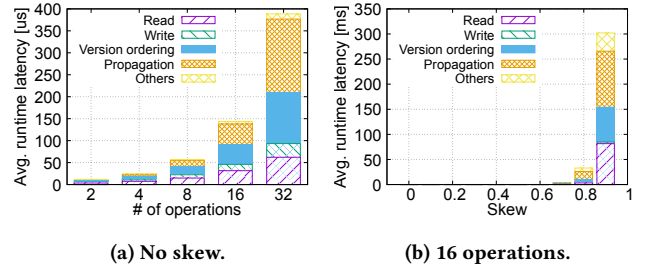 Avg. runtime latency [us]
400
350
300
250
200
150
100
50
0
Read
Write
Version ordering
Propagation
Others
2 4 8 16 32
# of operations
(a) No skew.
Avg. runtime latency [ms]
350
300
250
200
150
100
50
0
Read
Write
Version ordering
Propagation
Others
0 0.2 0.4 0.6 0.8 1
Skew
(b) 16 operations.